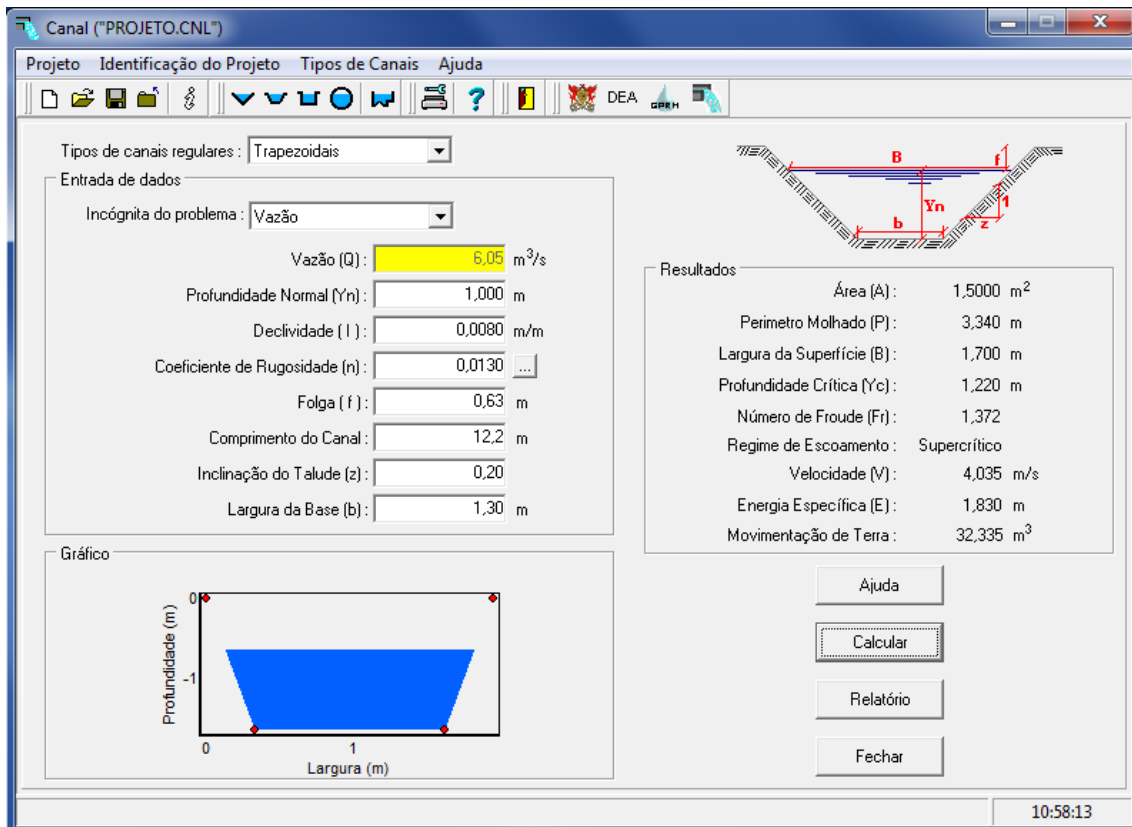 Canal ("PROJETO.CNL")
Projeto Identificação do Projeto Tipos de Canais Ajuda
DEA GPRH
Tipos de canais regulares : Trapezoidais
Entrada de dados
Incógnita do problema : Vazão
Vazão (Q) : 6,05 m³/s
Profundidade Normal (Yn) : 1,000 m
Declividade ( I ) : 0,0080 m/m
Coeficiente de Rugosidade (n) : 0,0130 ...
Folga ( f ) : 0,63 m
Comprimento do Canal : 12,2 m
Inclinação do Talude (z) : 0,20
Largura da Base (b) : 1,30 m
B f
Yn 1
b z
Resultados
Área (A) : 1,5000 m²
Perimetro Molhado (P) : 3,340 m
Largura da Superfície (B) : 1,700 m
Profundidade Crítica (Yc) : 1,220 m
Número de Froude (Fr) : 1,372
Regime de Escoamento : Supercrítico
Velocidade (V) : 4,035 m/s
Energia Específica (E) : 1,830 m
Movimentação de Terra : 32,335 m³
Gráfico
Profundidade (m)
0
-1
0 1
Largura (m)
Ajuda
Calcular
Relatório
Fechar
10:58:13